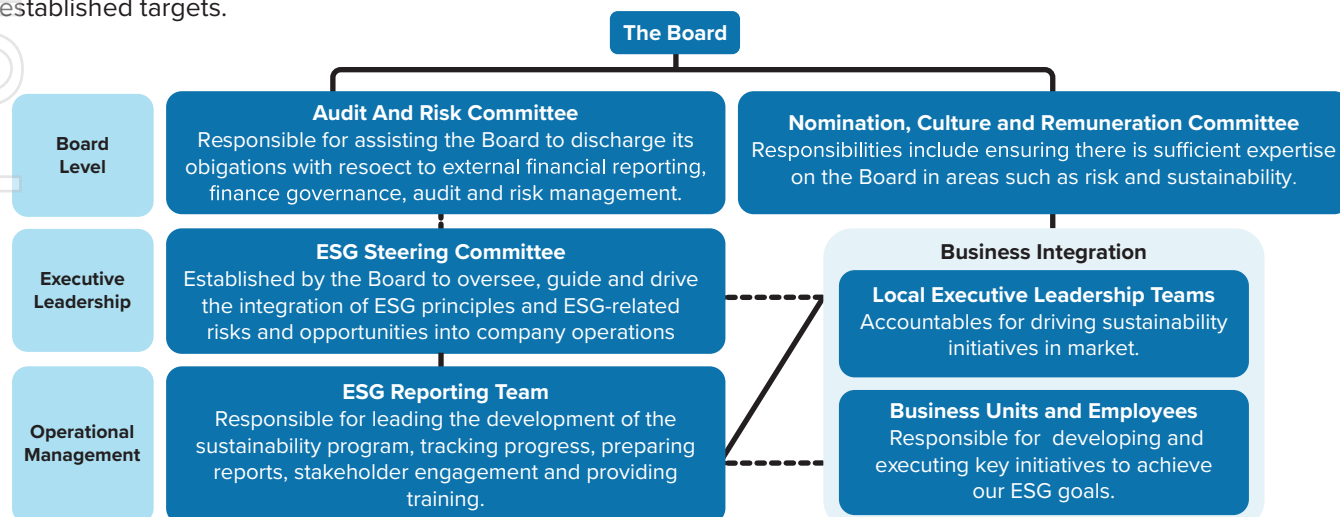 established targets.
The Board
Board
Level
Audit And Risk Committee
Responsible for assisting the Board to discharge its
obigations with resoect to external financial reporting,
finance governance, audit and risk management.
Nomination, Culture and Remuneration Committee
Responsibilities include ensuring there is sufficient expertise
on the Board in areas such as risk and sustainability.
Executive
Leadership
ESG Steering Committee
Established by the Board to oversee, guide and drive
the integration of ESG principles and ESG-related
risks and opportunities into company operations
Business Integration
Local Executive Leadership Teams
Accountables for driving sustainability
initiatives in market.
Operational
Management
ESG Reporting Team
Responsible for leading the development of the
sustainability program, tracking progress, preparing
reports, stakeholder engagement and providing
training.
Business Units and Employees
Responsible for developing and
executing key initiatives to achieve
our ESG goals.